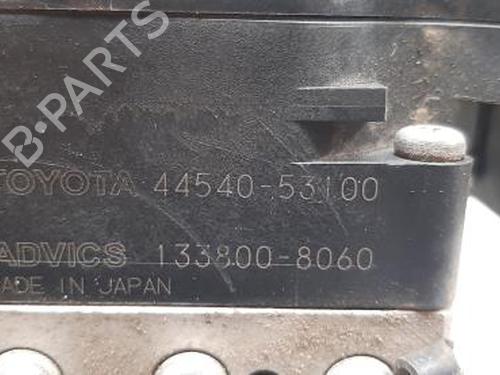 B-PARTS
TOYOTA 44540-53100
ADVICS 133800-8060
MADE IN JAPAN